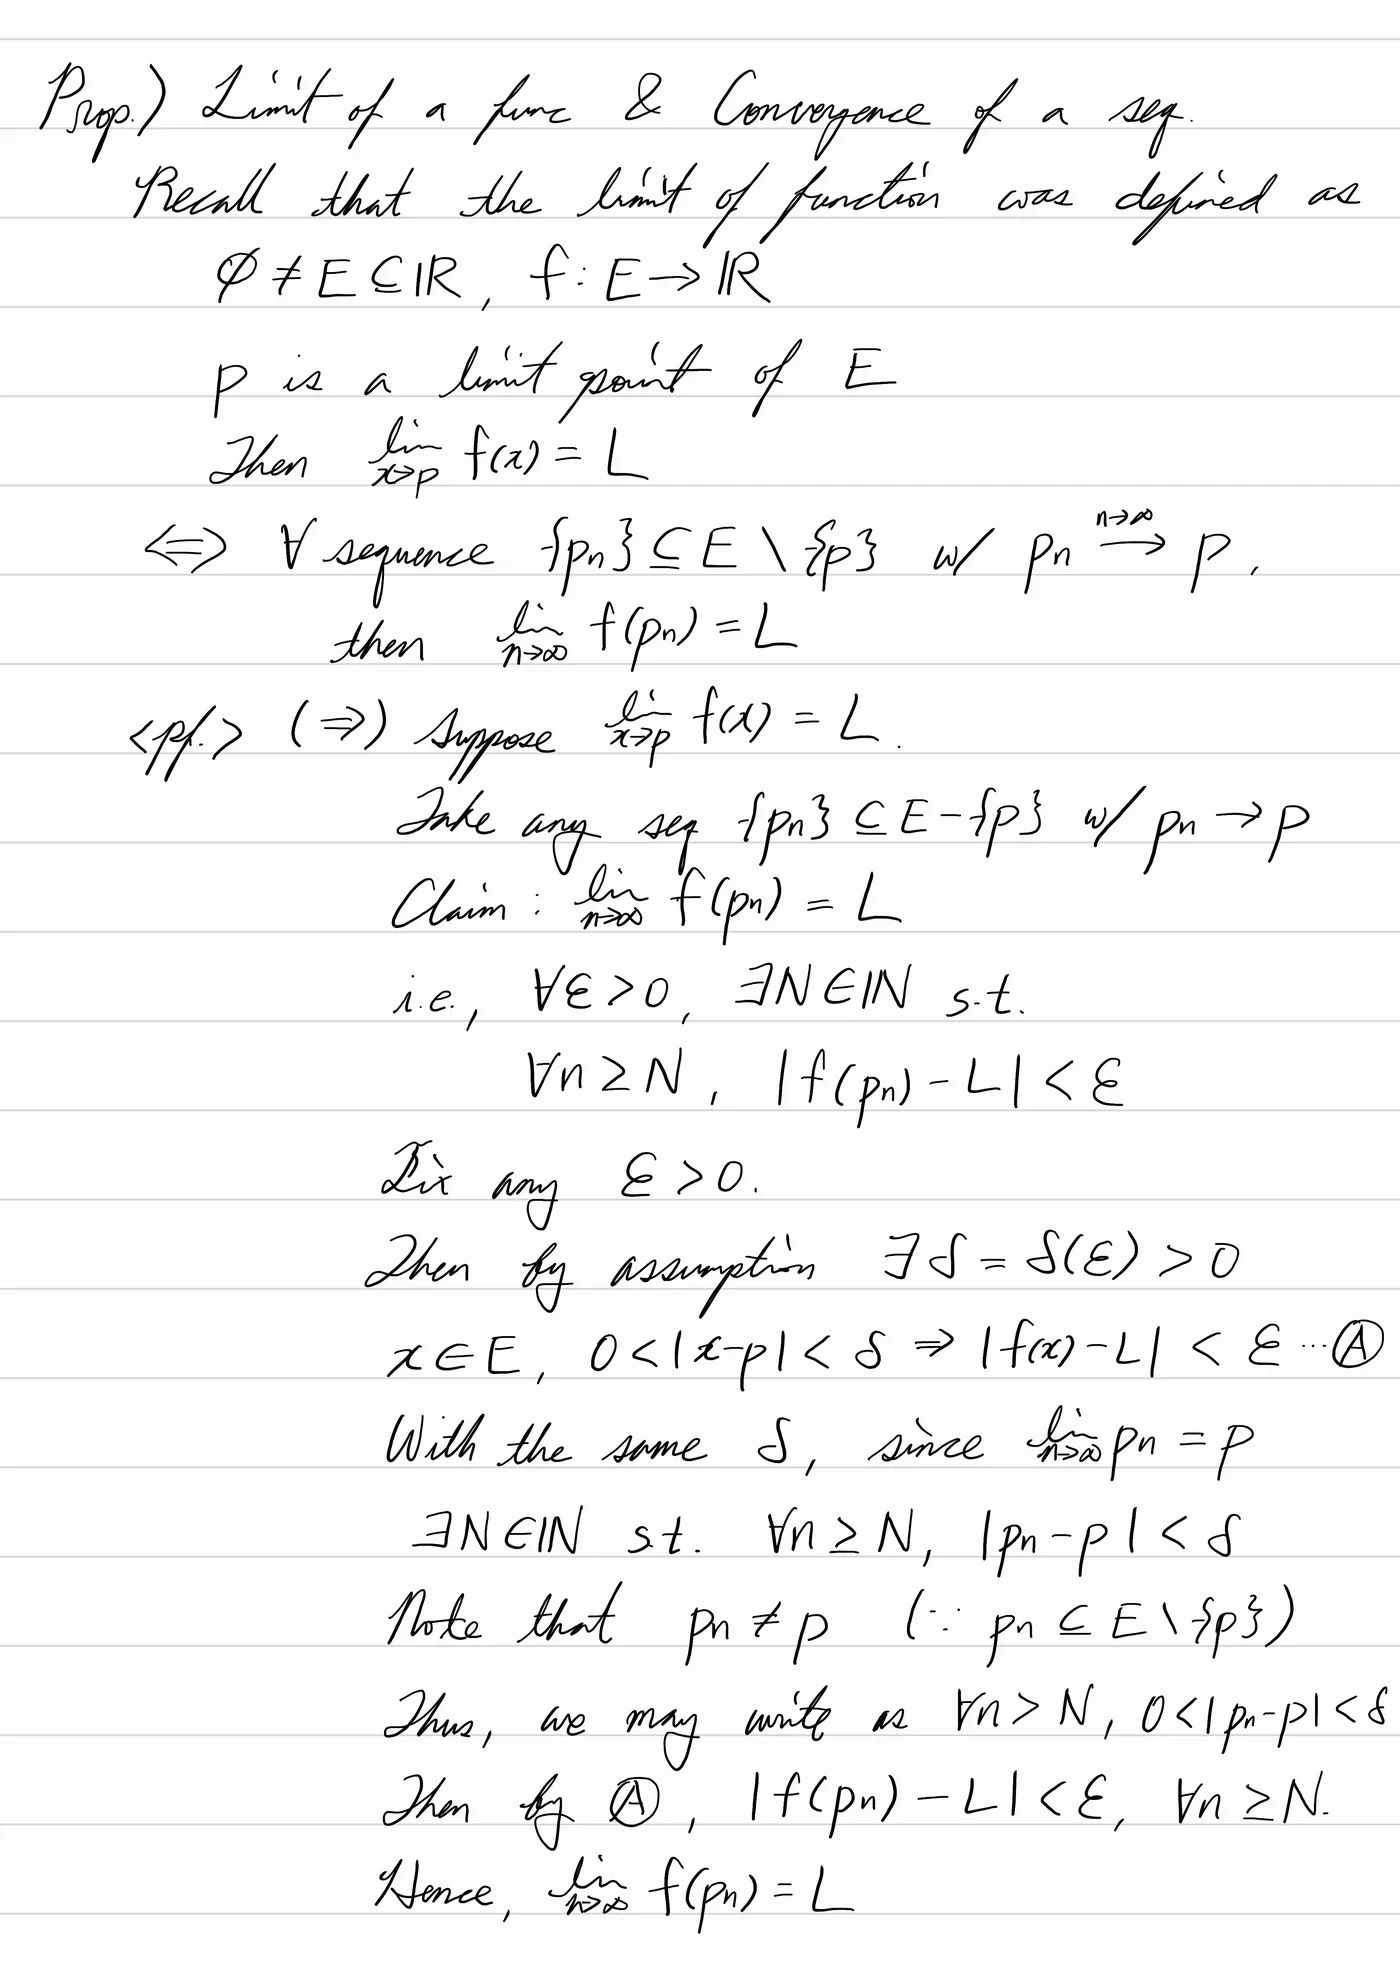 Prop.) Limit of a func & Convergence of a seq.
Recall that the limit of function was defined as
∅ ≠ E ⊆ ℝ, f : E → ℝ
p is a limit point of E
Then lim_{x→p} f(x) = L
⟺ ∀ sequence {pn} ⊆ E \ {p} w/ pn →^{n→∞} p,
then lim_{n→∞} f(pn) = L
<pf.> (⇒) Suppose lim_{x→p} f(x) = L.
Take any seq {pn} ⊆ E - {p} w/ pn → p
Claim : lim_{n→∞} f(pn) = L
i.e., ∀ε > 0, ∃N ∈ ℕ s.t.
∀n ≥ N, |f(pn) - L| < ε
Fix any ε > 0.
Then by assumption ∃ δ = δ(ε) > 0
x ∈ E, 0 < |x-p| < δ ⇒ |f(x) - L| < ε ... Ⓐ
With the same δ, since lim_{n→∞} pn = p
∃N ∈ ℕ s.t. ∀n ≥ N, |pn - p| < δ
Note that pn ≠ p (∵ pn ⊆ E \ {p})
Thus, we may write as ∀n > N, 0 < |pn - p| < δ
Then by Ⓐ, |f(pn) - L| < ε, ∀n ≥ N.
Hence, lim_{n→∞} f(pn) = L